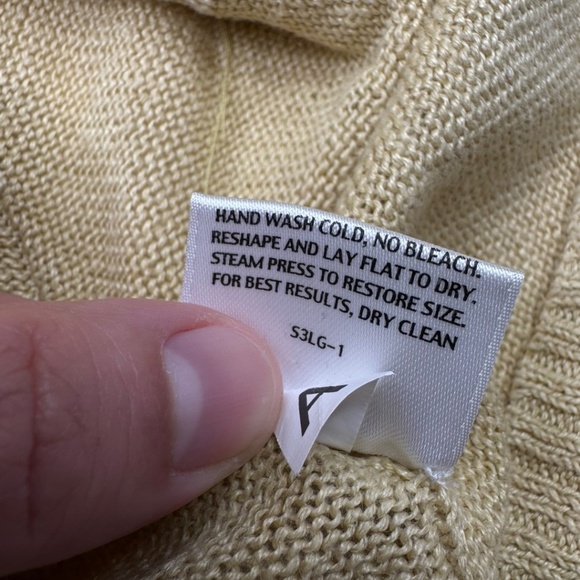 HAND WASH COLD, NO BLEACH.
RESHAPE AND LAY FLAT TO DRY.
STEAM PRESS TO RESTORE SIZE.
FOR BEST RESULTS, DRY CLEAN
S3LG-1